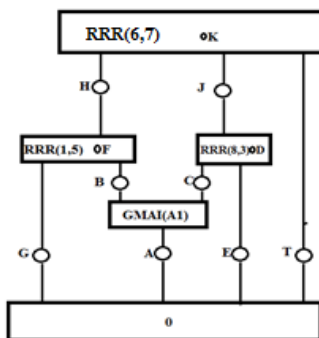 RRR(6,7) K
H
J
RRR(1,5) F
RRR(8,3) D
B
C
GMAI(A1)
G
A
E
T
0